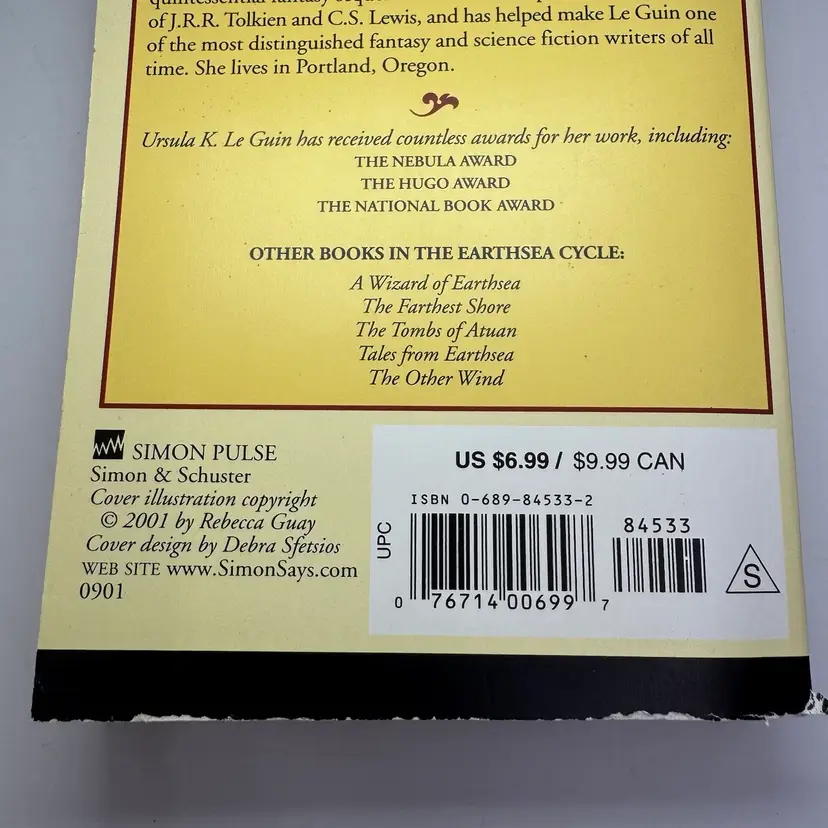 of J.R.R. Tolkien and C.S. Lewis, and has helped make Le Guin one
of the most distinguished fantasy and science fiction writers of all
time. She lives in Portland, Oregon.
Ursula K. Le Guin has received countless awards for her work, including:
THE NEBULA AWARD
THE HUGO AWARD
THE NATIONAL BOOK AWARD
OTHER BOOKS IN THE EARTHSEA CYCLE:
A Wizard of Earthsea
The Farthest Shore
The Tombs of Atuan
Tales from Earthsea
The Other Wind
SIMON PULSE
Simon & Schuster
Cover illustration copyright
© 2001 by Rebecca Guay
Cover design by Debra Sfetsios
WEB SITE www.SimonSays.com
0901
US $6.99 / $9.99 CAN
ISBN 0-689-84533-2
84533
UPC
0 76714 00699 7
S